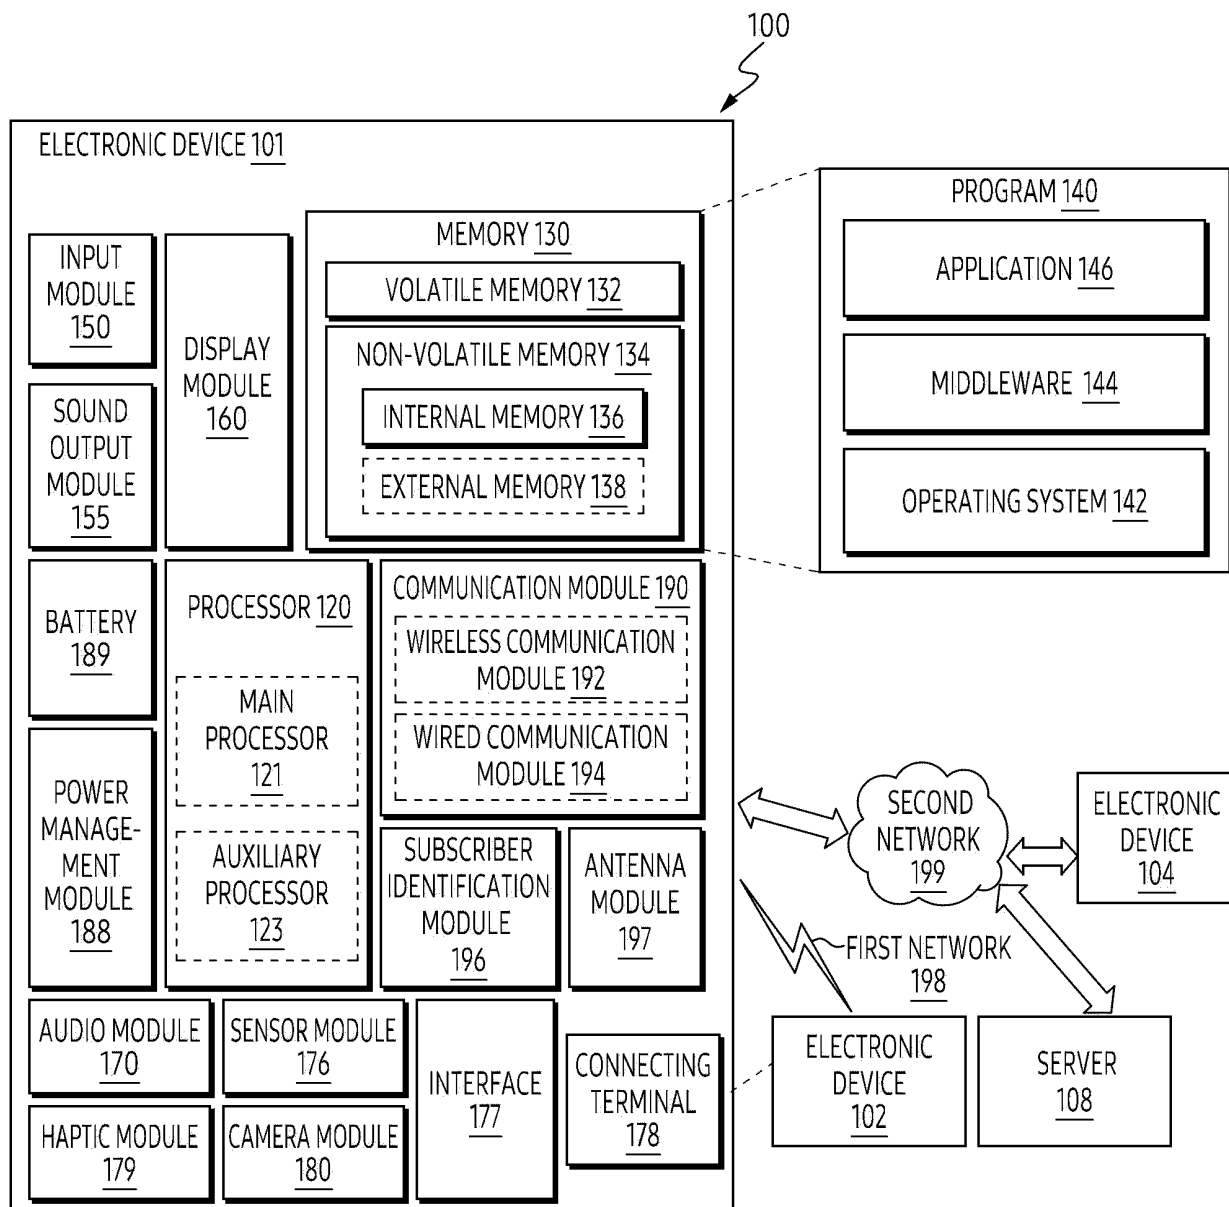 100
ELECTRONIC DEVICE 101
INPUT
MODULE
150
SOUND
OUTPUT
MODULE
155
DISPLAY
MODULE
160
MEMORY 130
VOLATILE MEMORY 132
NON-VOLATILE MEMORY 134
INTERNAL MEMORY 136
EXTERNAL MEMORY 138
PROGRAM 140
APPLICATION 146
MIDDLEWARE 144
OPERATING SYSTEM 142
BATTERY
189
POWER
MANAGE-
MENT
MODULE
188
PROCESSOR 120
MAIN
PROCESSOR
121
AUXILIARY
PROCESSOR
123
COMMUNICATION MODULE 190
WIRELESS COMMUNICATION
MODULE 192
WIRED COMMUNICATION
MODULE 194
SUBSCRIBER
IDENTIFICATION
MODULE
196
ANTENNA
MODULE
197
SECOND
NETWORK
199
ELECTRONIC
DEVICE
104
FIRST NETWORK
198
AUDIO MODULE
170
SENSOR MODULE
176
HAPTIC MODULE
179
CAMERA MODULE
180
INTERFACE
177
CONNECTING
TERMINAL
178
ELECTRONIC
DEVICE
102
SERVER
108